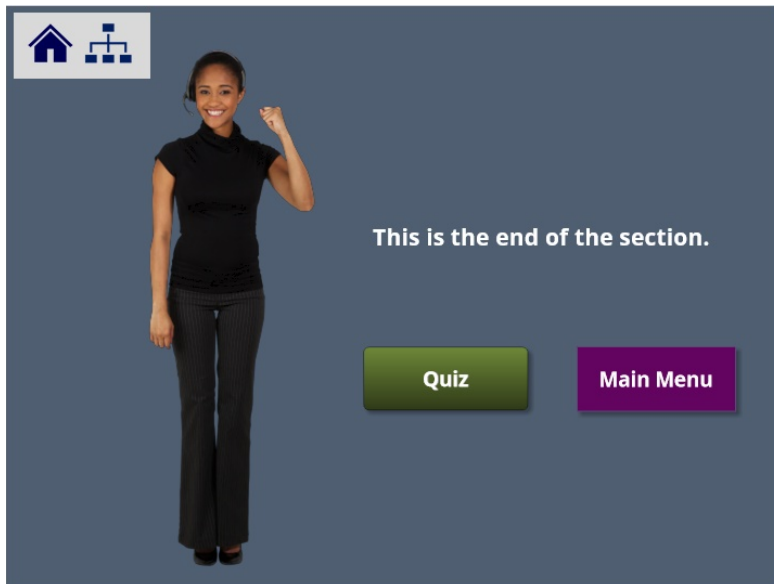 This is the end of the section.
Quiz
Main Menu